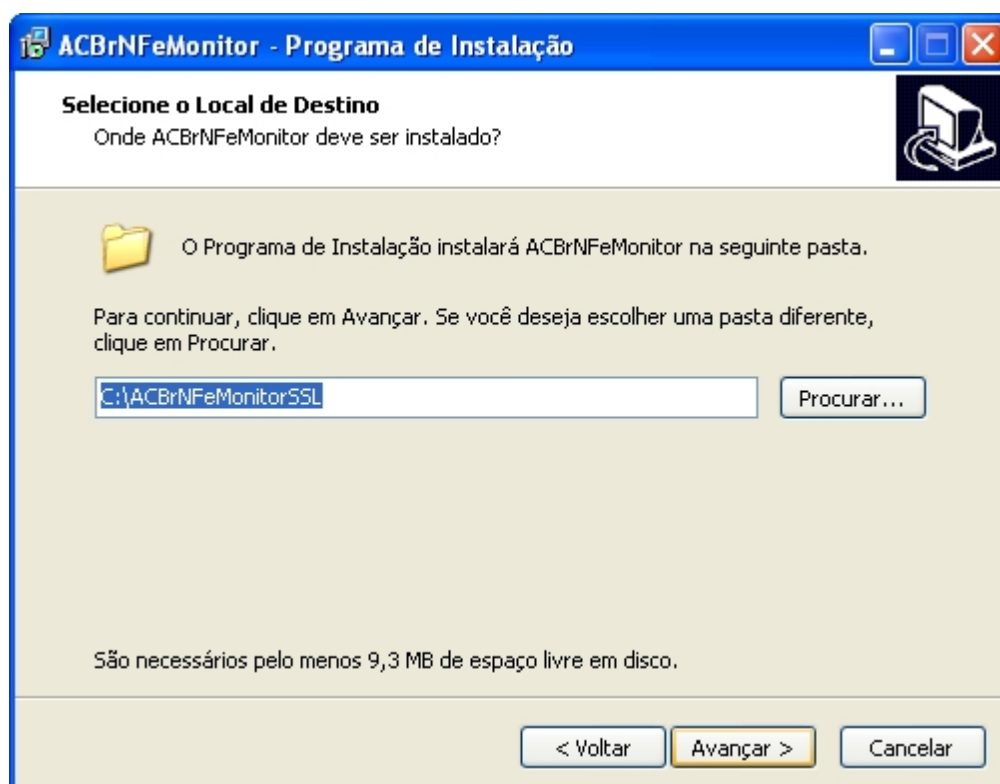 ACBrNFeMonitor - Programa de Instalação
Selecione o Local de Destino
Onde ACBrNFeMonitor deve ser instalado?
O Programa de Instalação instalará ACBrNFeMonitor na seguinte pasta.
Para continuar, clique em Avançar. Se você deseja escolher uma pasta diferente,
clique em Procurar.
C:\ACBrNFeMonitorSSL
Procurar...
São necessários pelo menos 9,3 MB de espaço livre em disco.
< Voltar
Avançar >
Cancelar